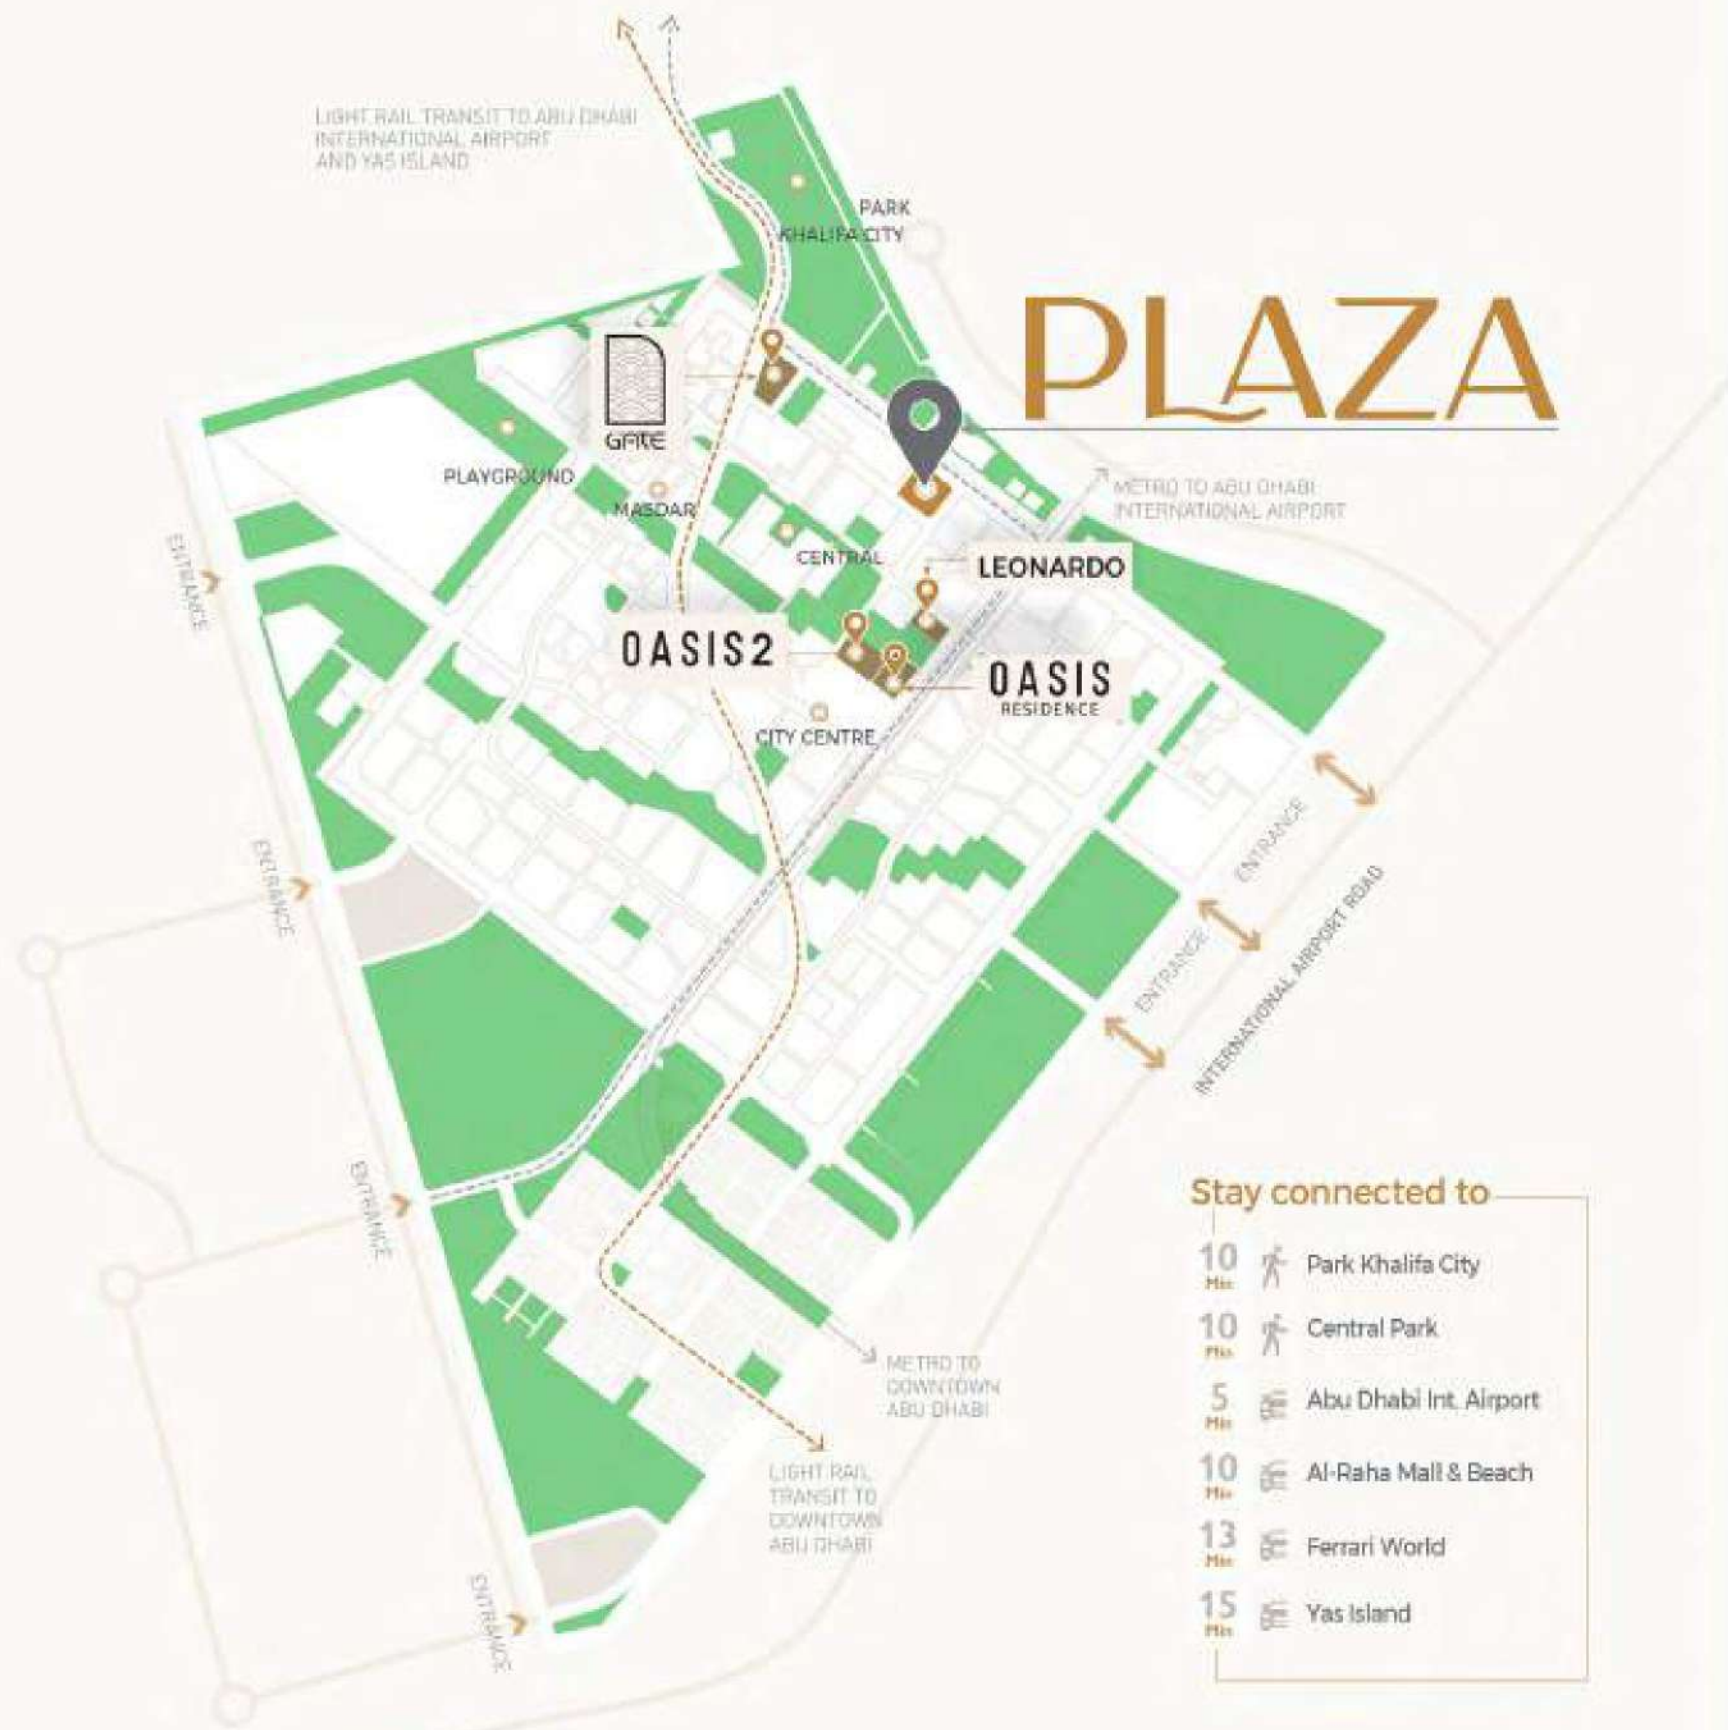 LIGHT RAIL TRANSIT TO ABU DHABI
INTERNATIONAL AIRPORT
AND YAS ISLAND
PARK
KHALIFA CITY
PLAZA
GATE
PLAYGROUND
MASDAR
METRO TO ABU DHABI
INTERNATIONAL AIRPORT
CENTRAL
LEONARDO
ENTRANCE
OASIS2
OASIS
RESIDENCE
CITY CENTRE
ENTRANCE
ENTRANCE
ENTRANCE
INTERNATIONAL AIRPORT ROAD
ENTRANCE
METRO TO
DOWNTOWN
ABU DHABI
LIGHT RAIL
TRANSIT TO
DOWNTOWN
ABU DHABI
ENTRANCE
Stay connected to
10 Min Park Khalifa City
10 Min Central Park
5 Min Abu Dhabi Int. Airport
10 Min Al-Raha Mall & Beach
13 Min Ferrari World
15 Min Yas Island